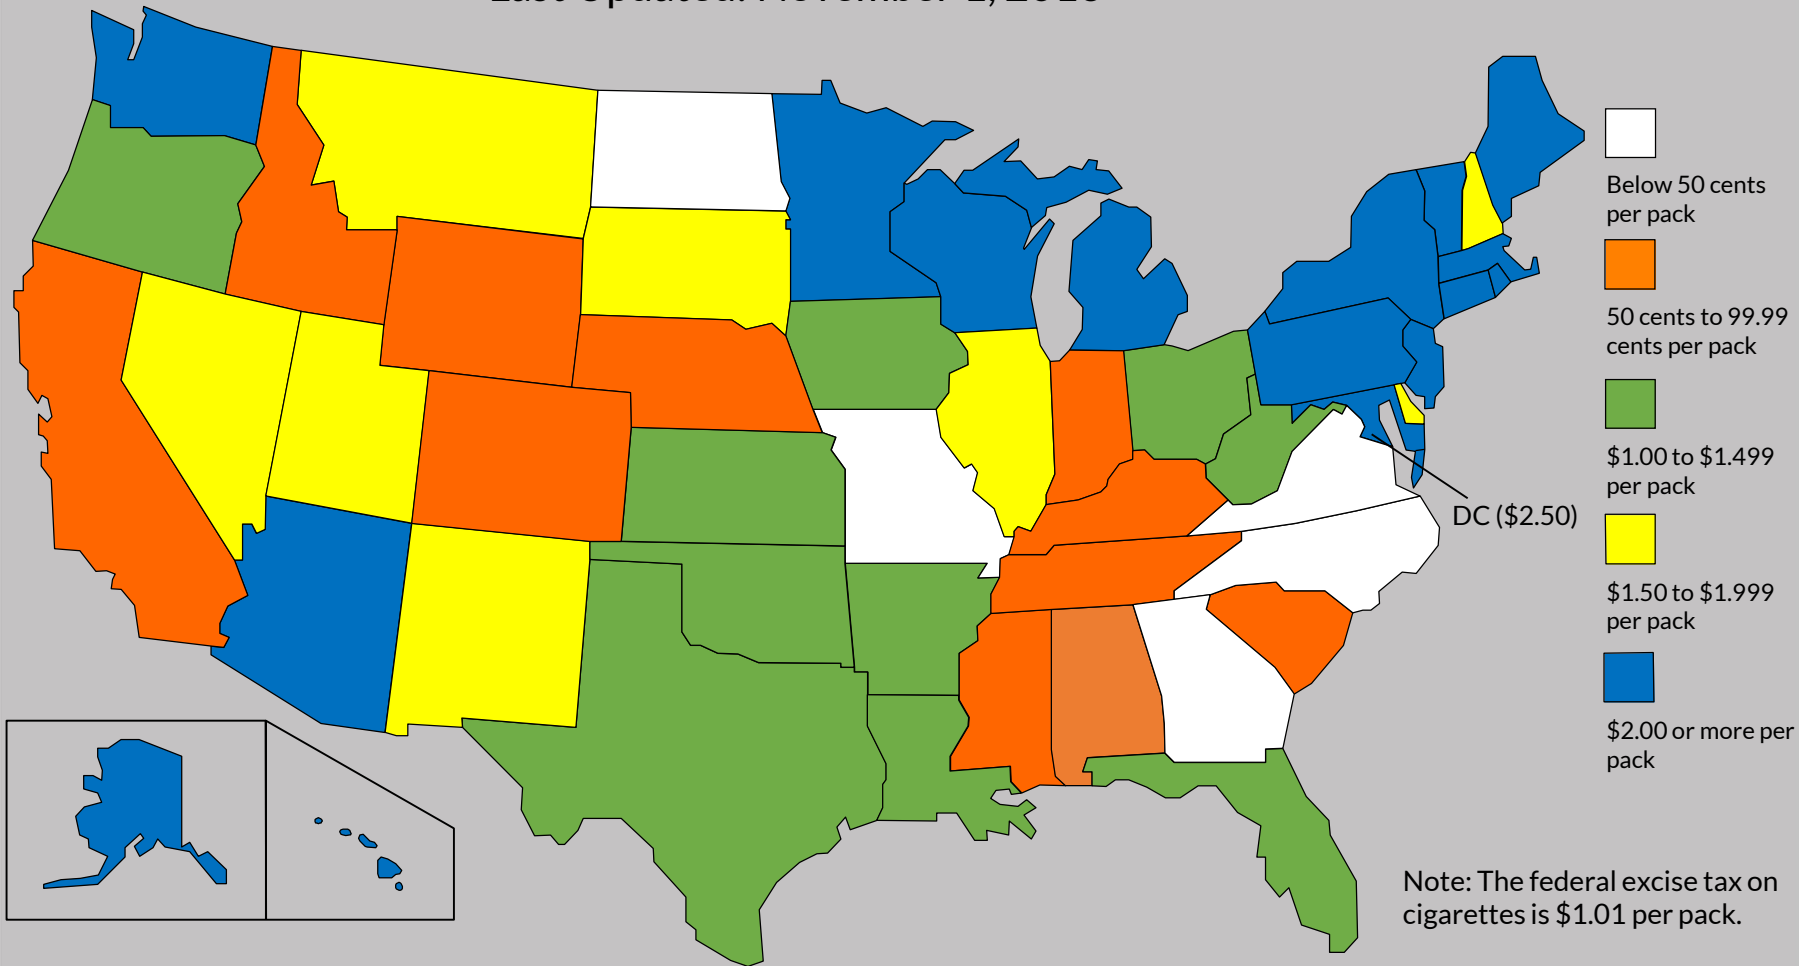 Below 50 cents
per pack
50 cents to 99.99
cents per pack
$1.00 to $1.499
per pack
DC ($2.50)
$1.50 to $1.999
per pack
$2.00 or more per
pack
Note: The federal excise tax on
cigarettes is $1.01 per pack.